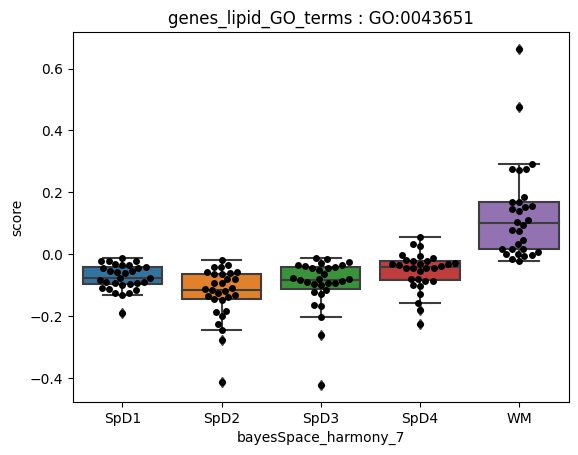 genes_lipid_GO_terms : GO:0043651
score
0.6
0.4
0.2
0.0
−0.2
−0.4
SpD1 SpD2 SpD3 SpD4 WM
bayesSpace_harmony_7